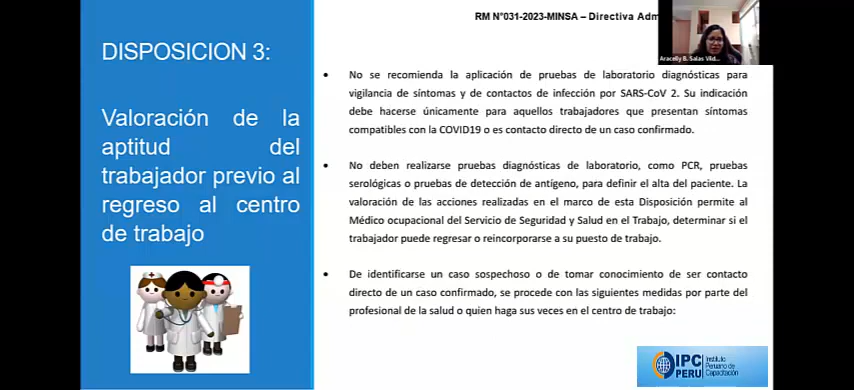 RM N°031-2023-MINSA – Directiva Adm
Aracelly B. Salas Vild...
DISPOSICION 3:
Valoración de la
aptitud del
trabajador previo al
regreso al centro
de trabajo
• No se recomienda la aplicación de pruebas de laboratorio diagnósticas para
vigilancia de síntomas y de contactos de infección por SARS-CoV 2. Su indicación
debe hacerse únicamente para aquellos trabajadores que presentan síntomas
compatibles con la COVID19 o es contacto directo de un caso confirmado.
• No deben realizarse pruebas diagnósticas de laboratorio, como PCR, pruebas
serológicas o pruebas de detección de antígeno, para definir el alta del paciente. La
valoración de las acciones realizadas en el marco de esta Disposición permite al
Médico ocupacional del Servicio de Seguridad y Salud en el Trabajo, determinar si el
trabajador puede regresar o reincorporarse a su puesto de trabajo.
• De identificarse un caso sospechoso o de tomar conocimiento de ser contacto
directo de un caso confirmado, se procede con las siguientes medidas por parte del
profesional de la salud o quien haga sus veces en el centro de trabajo:
IPC
PERU
Instituto
Peruano de
Capacitación